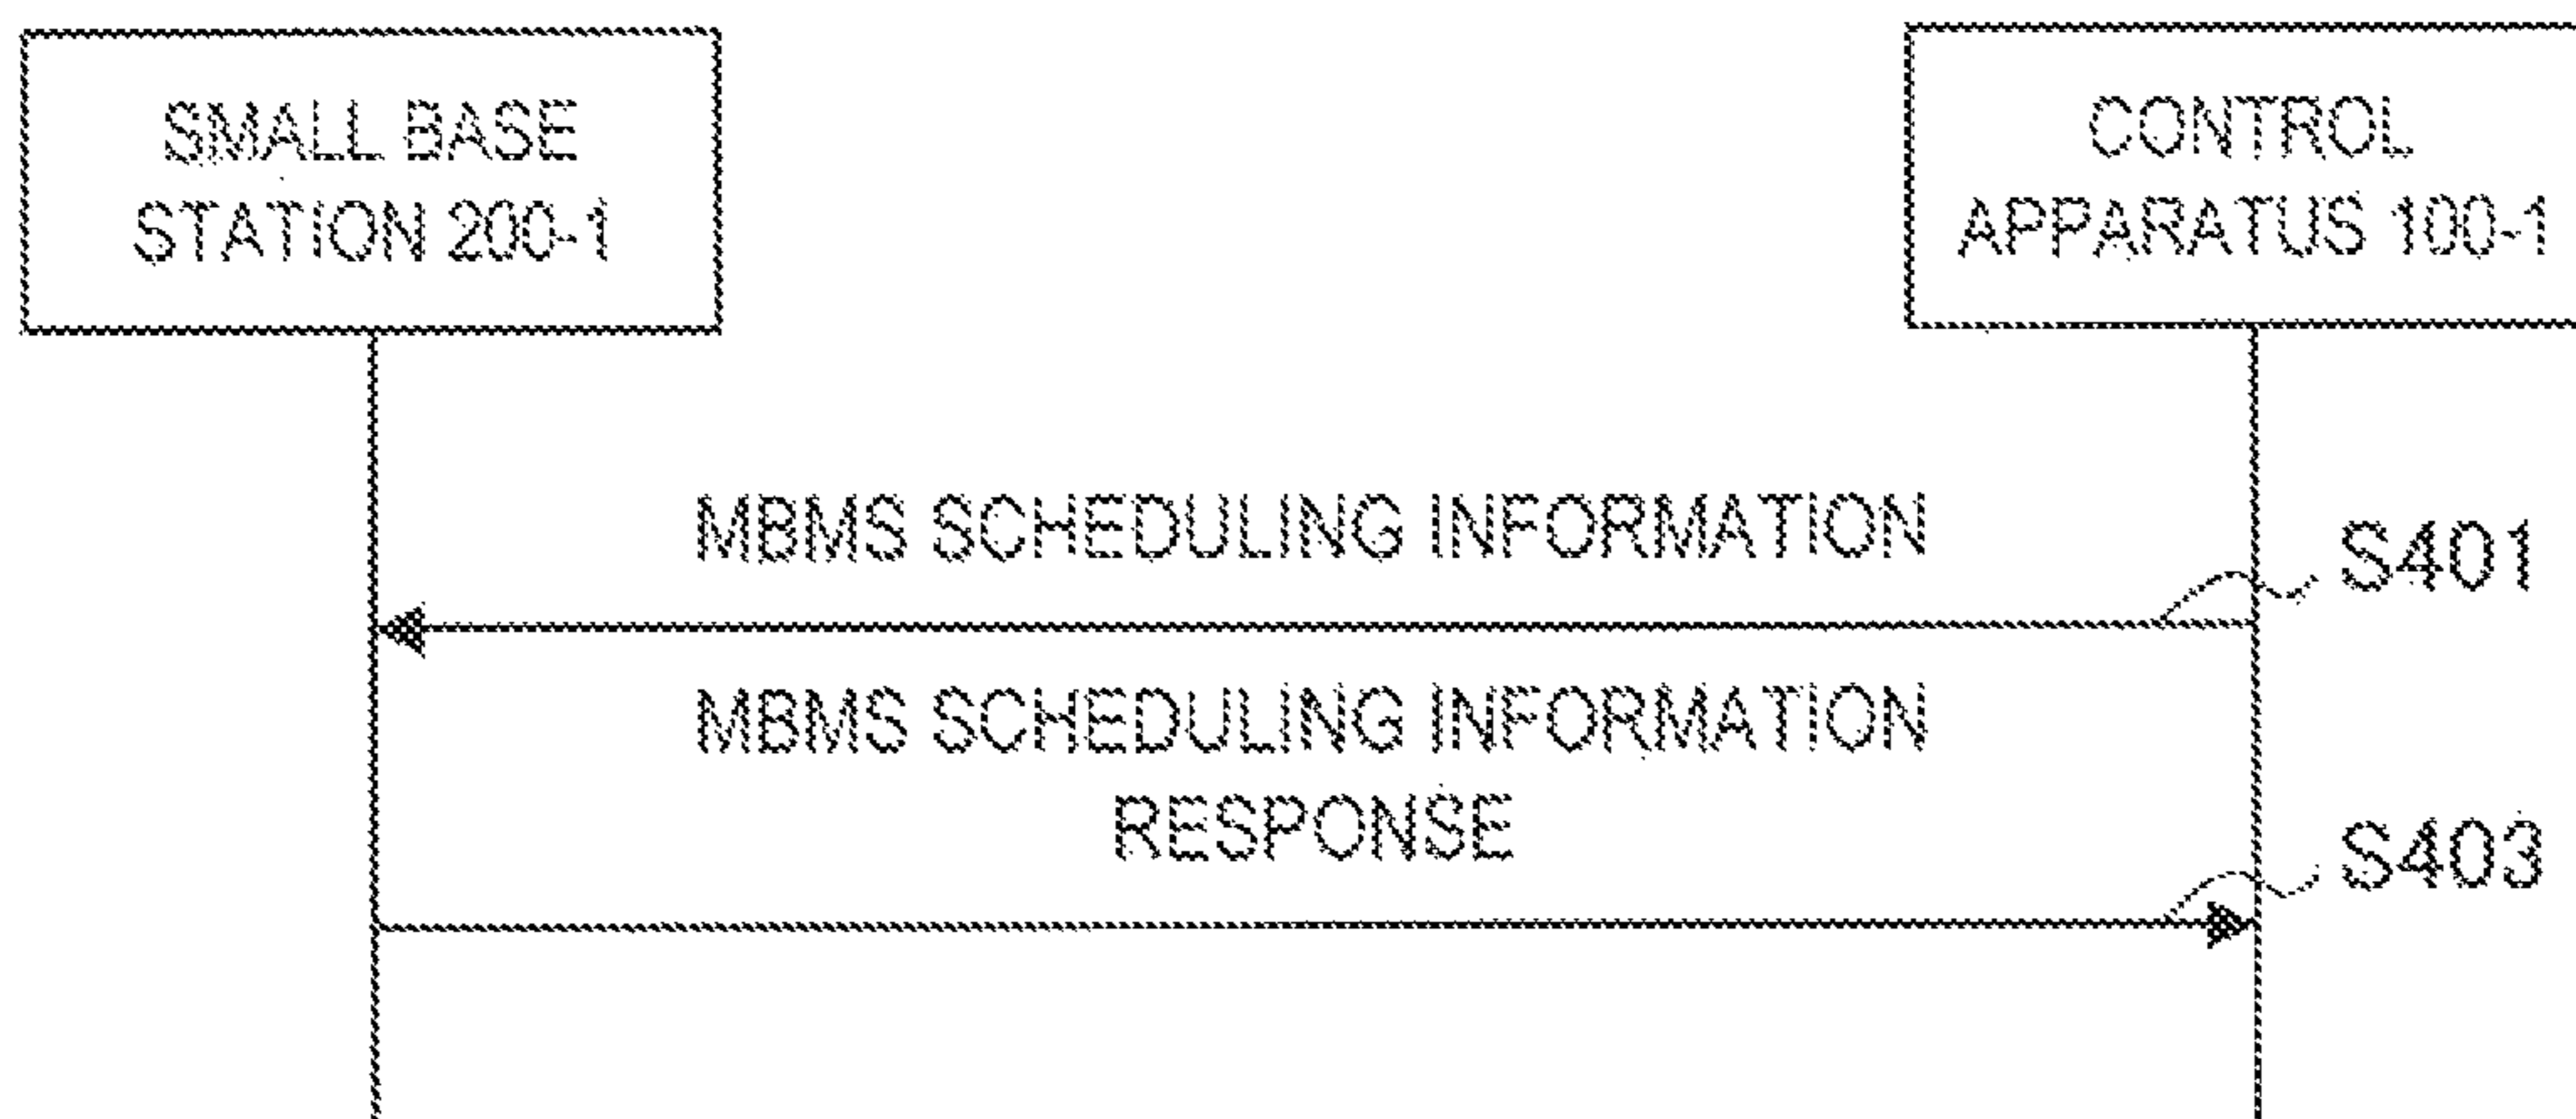 SMALL BASE
STATION 200-1
CONTROL
APPARATUS 100-1
MBMS SCHEDULING INFORMATION
S401
MBMS SCHEDULING INFORMATION
RESPONSE
S403